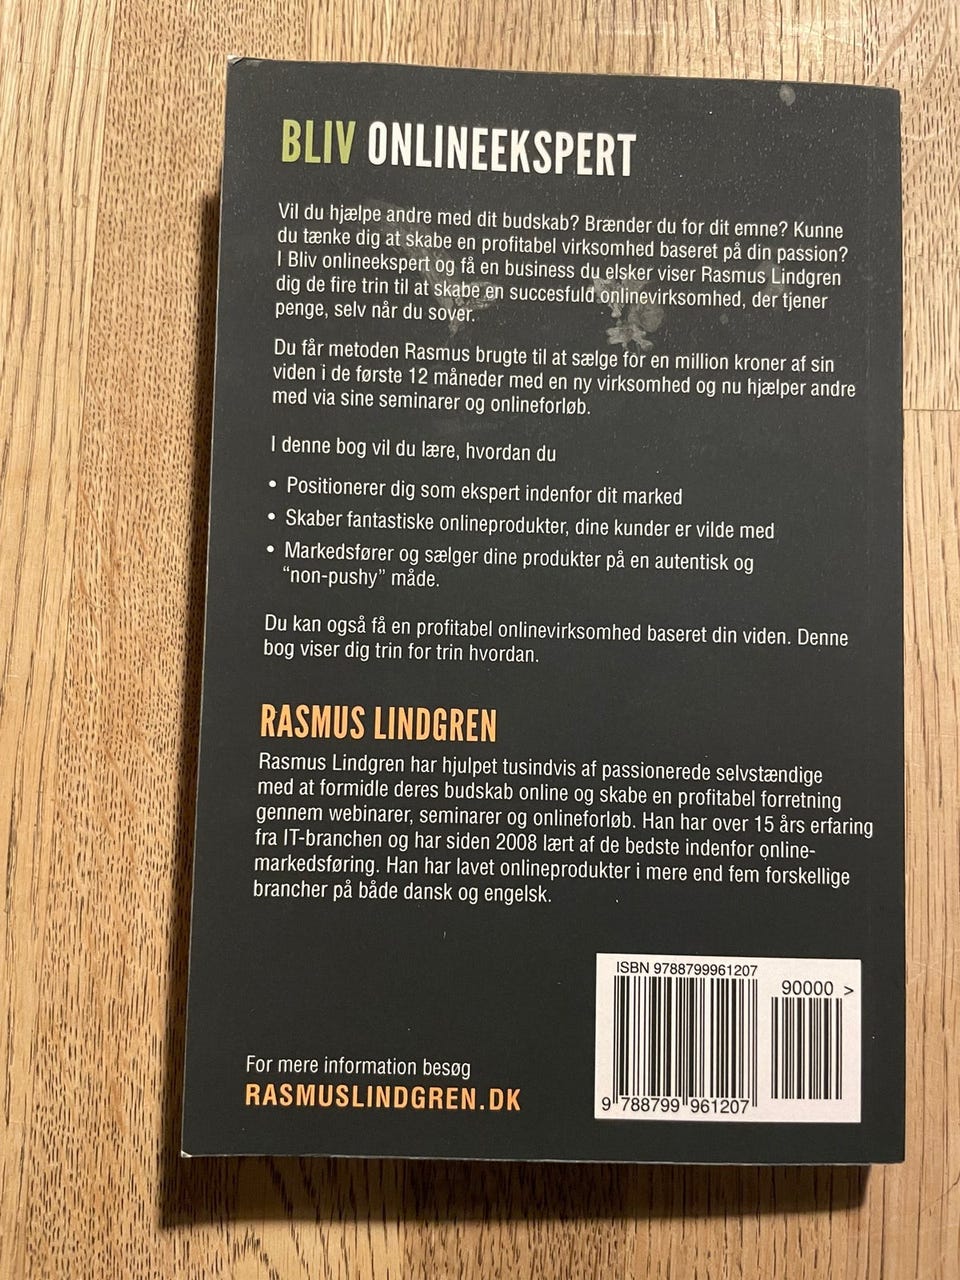 BLIV ONLINEEKSPERT
Vil du hjælpe andre med dit budskab? Brænder du for dit emne? Kunne
du tænke dig at skabe en profitabel virksomhed baseret på din passion?
I Bliv onlineekspert og få en business du elsker viser Rasmus Lindgren
dig de fire trin til at skabe en succesfuld onlinevirksomhed, der tjener
penge, selv når du sover.
Du får metoden Rasmus brugte til at sælge for en million kroner af sin
viden i de første 12 måneder med en ny virksomhed og nu hjælper andre
med via sine seminarer og onlineforløb.
I denne bog vil du lære, hvordan du
• Positionerer dig som ekspert indenfor dit marked
• Skaber fantastiske onlineprodukter, dine kunder er vilde med
• Markedsfører og sælger dine produkter på en autentisk og
“non-pushy” måde.
Du kan også få en profitabel onlinevirksomhed baseret din viden. Denne
bog viser dig trin for trin hvordan.
RASMUS LINDGREN
Rasmus Lindgren har hjulpet tusindvis af passionerede selvstændige
med at formidle deres budskab online og skabe en profitabel forretning
gennem webinarer, seminarer og onlineforløb. Han har over 15 års erfaring
fra IT-branchen og har siden 2008 lært af de bedste indenfor online-
markedsføring. Han har lavet onlineprodukter i mere end fem forskellige
brancher på både dansk og engelsk.
For mere information besøg
RASMUSLINDGREN.DK
ISBN 9788799961207
90000 >
9 788799 961207